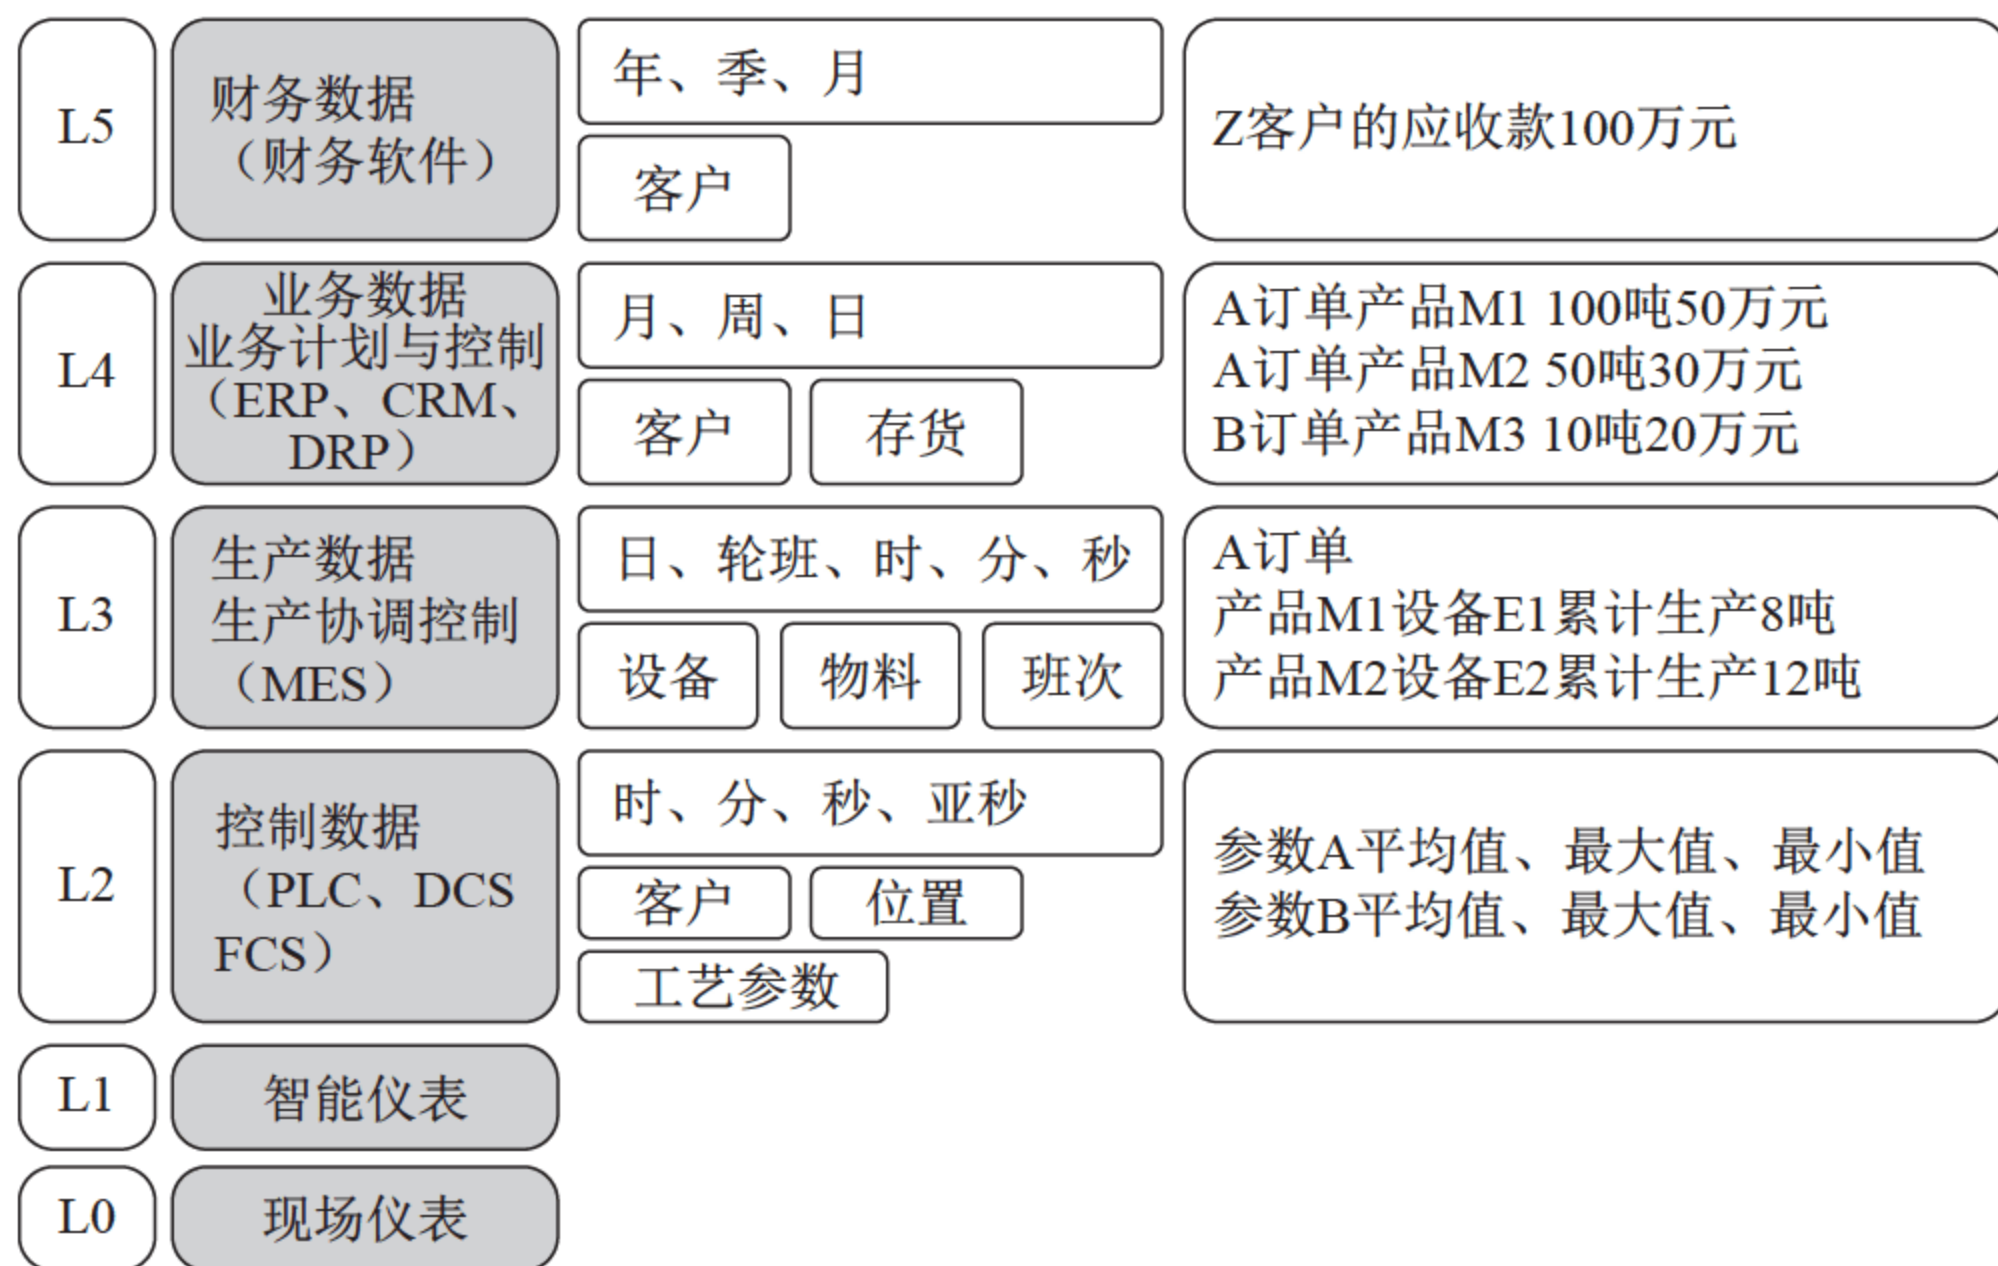 L5
财务数据
（财务软件）
年、季、月
客户
Z客户的应收款100万元
L4
业务数据
业务计划与控制
（ERP、CRM、
DRP）
月、周、日
客户
存货
A订单产品M1 100吨50万元
A订单产品M2 50吨30万元
B订单产品M3 10吨20万元
L3
生产数据
生产协调控制
（MES）
日、轮班、时、分、秒
设备
物料
班次
A订单
产品M1设备E1累计生产8吨
产品M2设备E2累计生产12吨
L2
控制数据
（PLC、DCS
FCS）
时、分、秒、亚秒
客户
位置
工艺参数
参数A平均值、最大值、最小值
参数B平均值、最大值、最小值
L1
智能仪表
L0
现场仪表